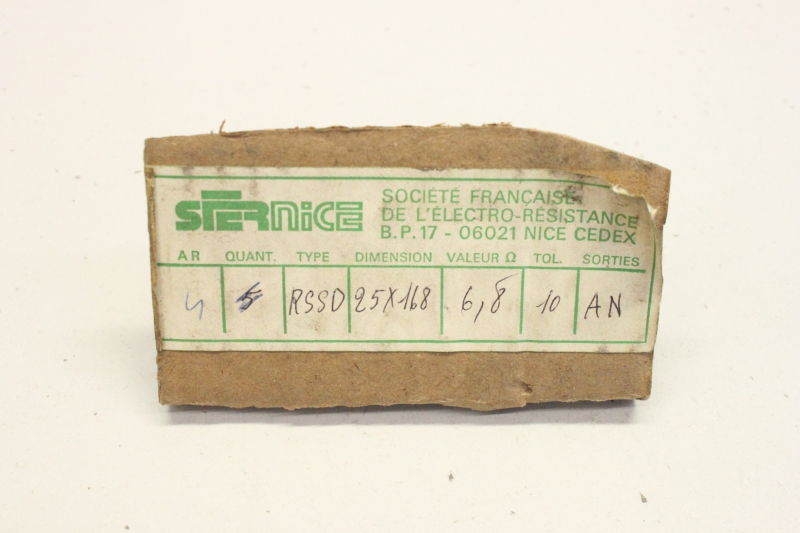 SFERNICE
SOCIÉTÉ FRANÇAISE
DE L'ÉLECTRO-RÉSISTANCE
B.P. 17 - 06021 NICE CEDEX
AR QUANT. TYPE DIMENSION VALEUR Ω TOL. SORTIES
4 5 RSSD 25X168 6,8 10 AN